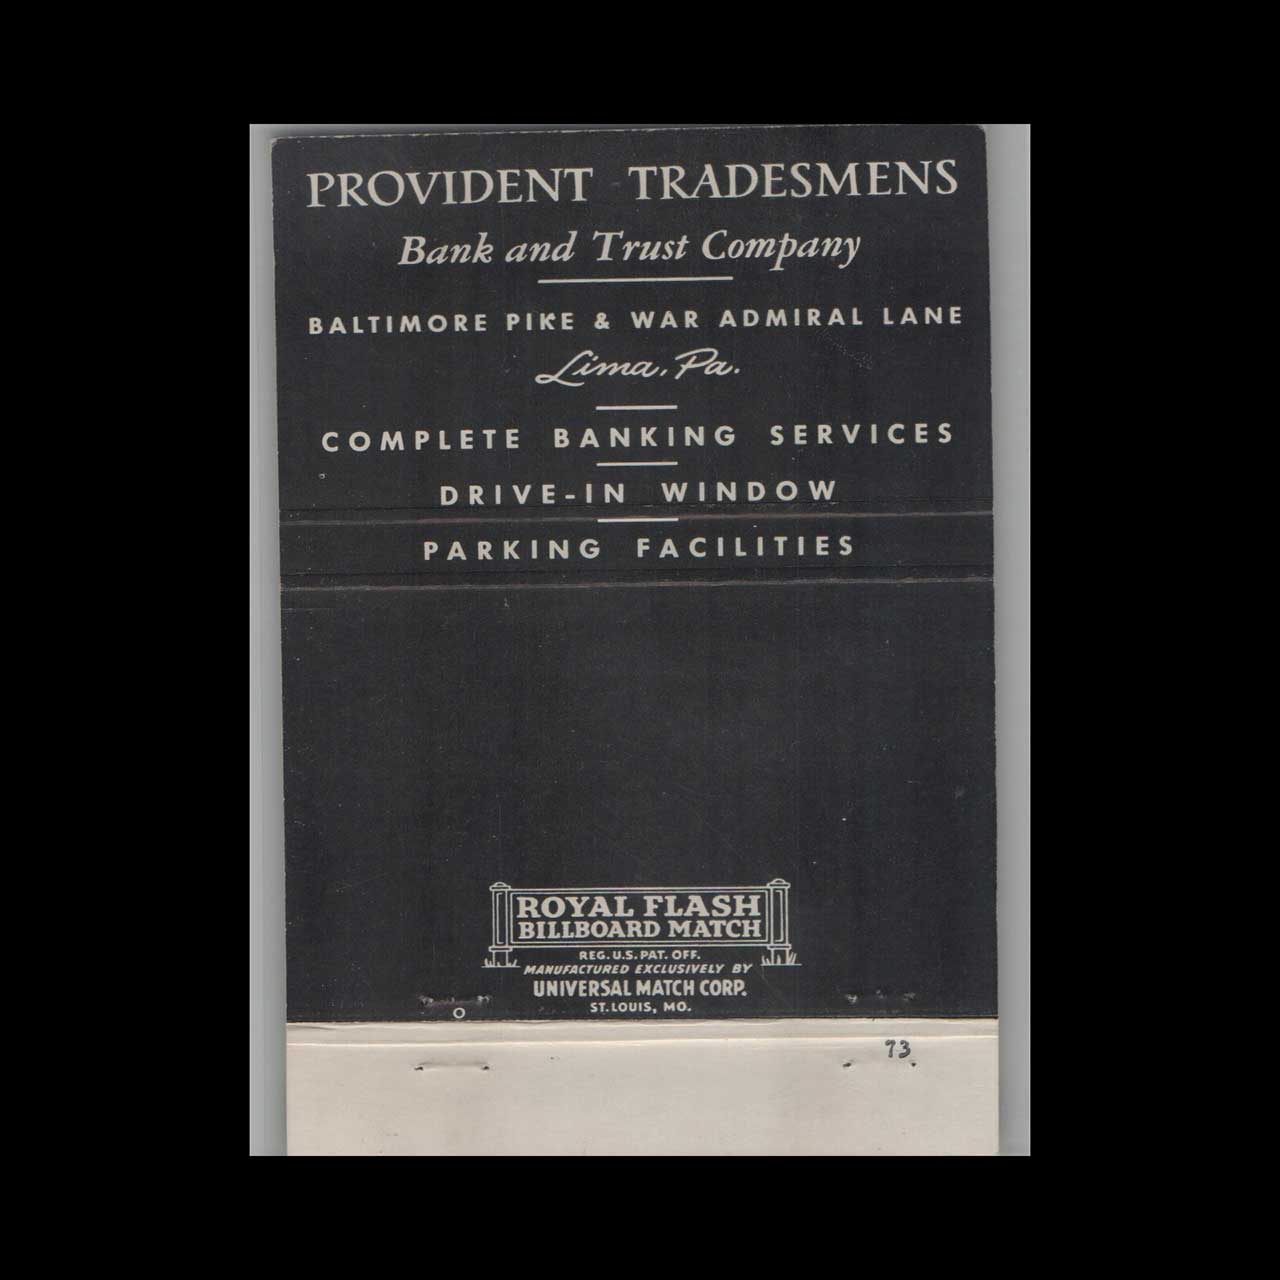 PROVIDENT TRADESMENS
Bank and Trust Company
BALTIMORE PIKE & WAR ADMIRAL LANE
Lima, Pa.
COMPLETE BANKING SERVICES
DRIVE-IN WINDOW
PARKING FACILITIES
ROYAL FLASH
BILLBOARD MATCH
REG. U.S. PAT. OFF.
MANUFACTURED EXCLUSIVELY BY
UNIVERSAL MATCH CORP.
ST. LOUIS, MO.
O
73